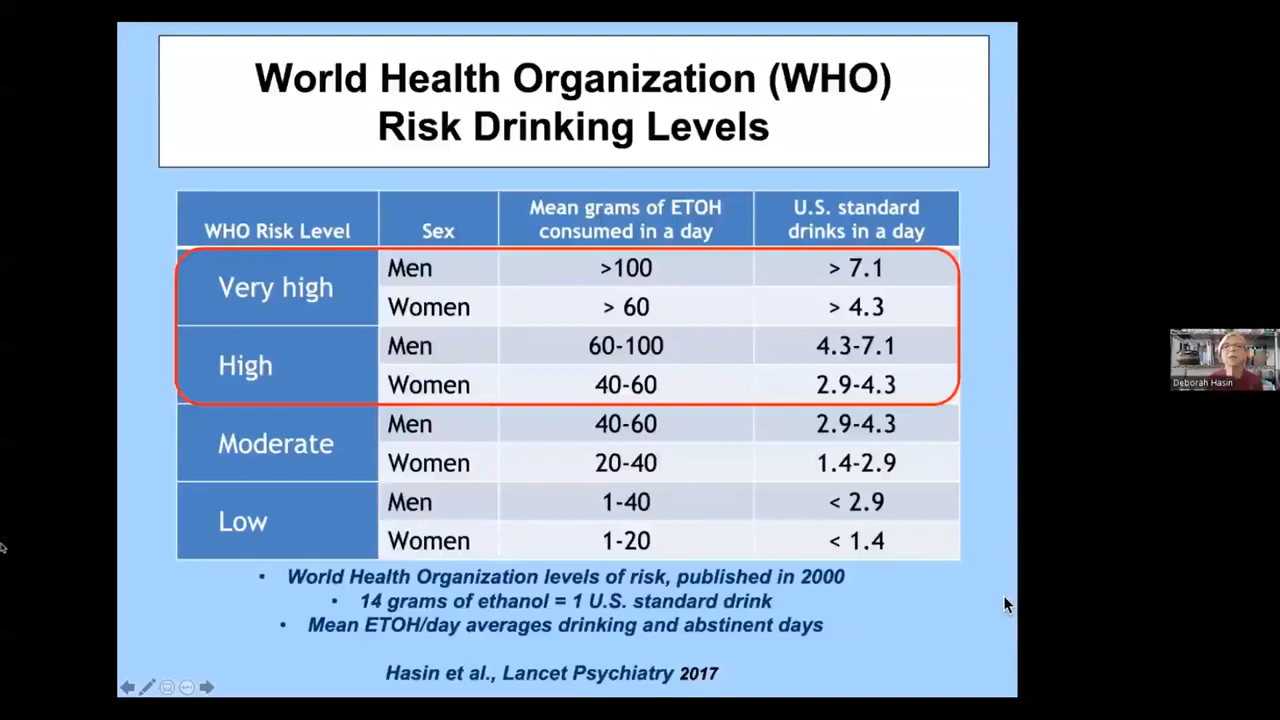 World Health Organization (WHO)
Risk Drinking Levels
WHO Risk Level Sex Mean grams of ETOH consumed in a day U.S. standard drinks in a day
Very high Men >100 > 7.1
Women > 60 > 4.3
High Men 60-100 4.3-7.1
Women 40-60 2.9-4.3
Moderate Men 40-60 2.9-4.3
Women 20-40 1.4-2.9
Low Men 1-40 < 2.9
Women 1-20 < 1.4
• World Health Organization levels of risk, published in 2000
• 14 grams of ethanol = 1 U.S. standard drink
• Mean ETOH/day averages drinking and abstinent days
Hasin et al., Lancet Psychiatry 2017
Deborah Hasin